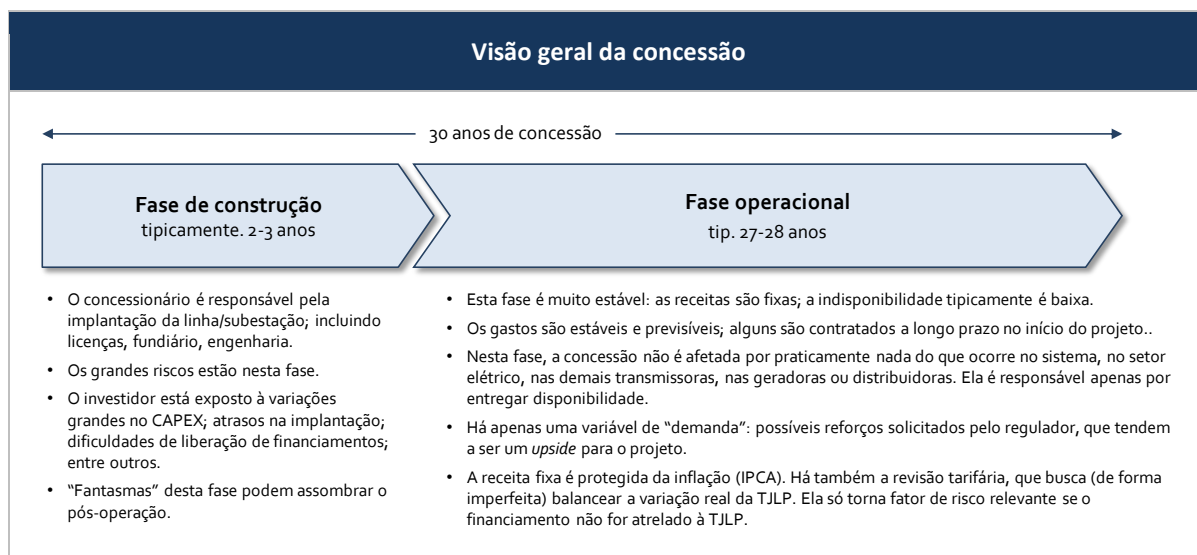 Visão geral da concessão
30 anos de concessão
Fase de construção
tipicamente. 2-3 anos
Fase operacional
tip. 27-28 anos
• O concessionário é responsável pela
implantação da linha/subestação; incluindo
licenças, fundiário, engenharia.
• Os grandes riscos estão nesta fase.
• O investidor está exposto à variações
grandes no CAPEX; atrasos na implantação;
dificuldades de liberação de financiamentos;
entre outros.
• “Fantasmas” desta fase podem assombrar o
pós-operação.
• Esta fase é muito estável: as receitas são fixas; a indisponibilidade tipicamente é baixa.
• Os gastos são estáveis e previsíveis; alguns são contratados a longo prazo no início do projeto..
• Nesta fase, a concessão não é afetada por praticamente nada do que ocorre no sistema, no setor
elétrico, nas demais transmissoras, nas geradoras ou distribuidoras. Ela é responsável apenas por
entregar disponibilidade.
• Há apenas uma variável de “demanda”: possíveis reforços solicitados pelo regulador, que tendem
a ser um upside para o projeto.
• A receita fixa é protegida da inflação (IPCA). Há também a revisão tarifária, que busca (de forma
imperfeita) balancear a variação real da TJLP. Ela só torna fator de risco relevante se o
financiamento não for atrelado à TJLP.